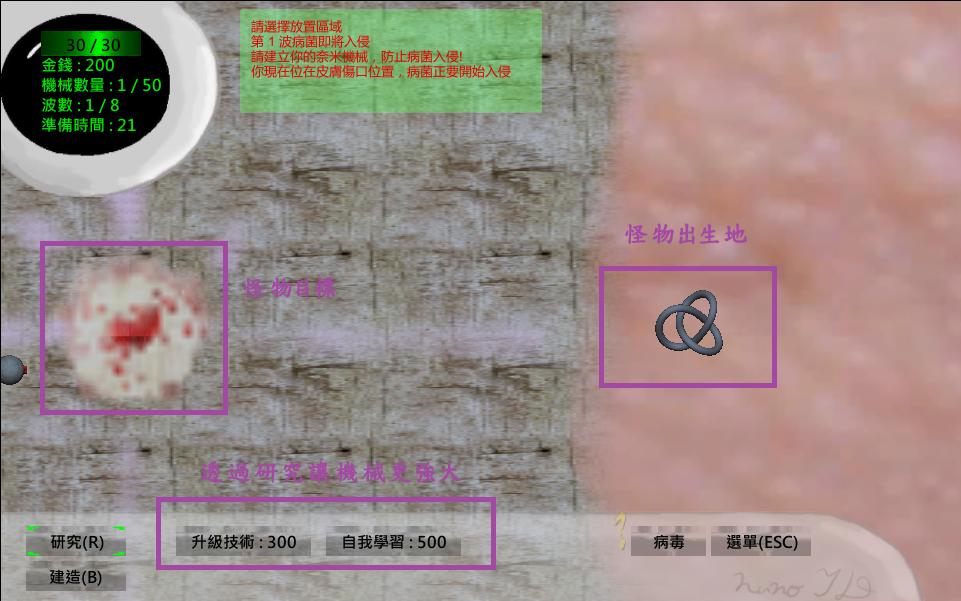 30 / 30
金錢 : 200
機械數量 : 1 / 50
波數 : 1 / 8
準備時間 : 21
請選擇放置區域
第 1 波病菌即將入侵
請建立你的奈米機械，防止病菌入侵!
你現在位在皮膚傷口位置，病菌正要開始入侵
怪物出生地
怪物目標
透過研究讓機械更強大
研究(R)
升級技術 : 300
自我學習 : 500
病毒
選單(ESC)
建造(B)
Nano TD